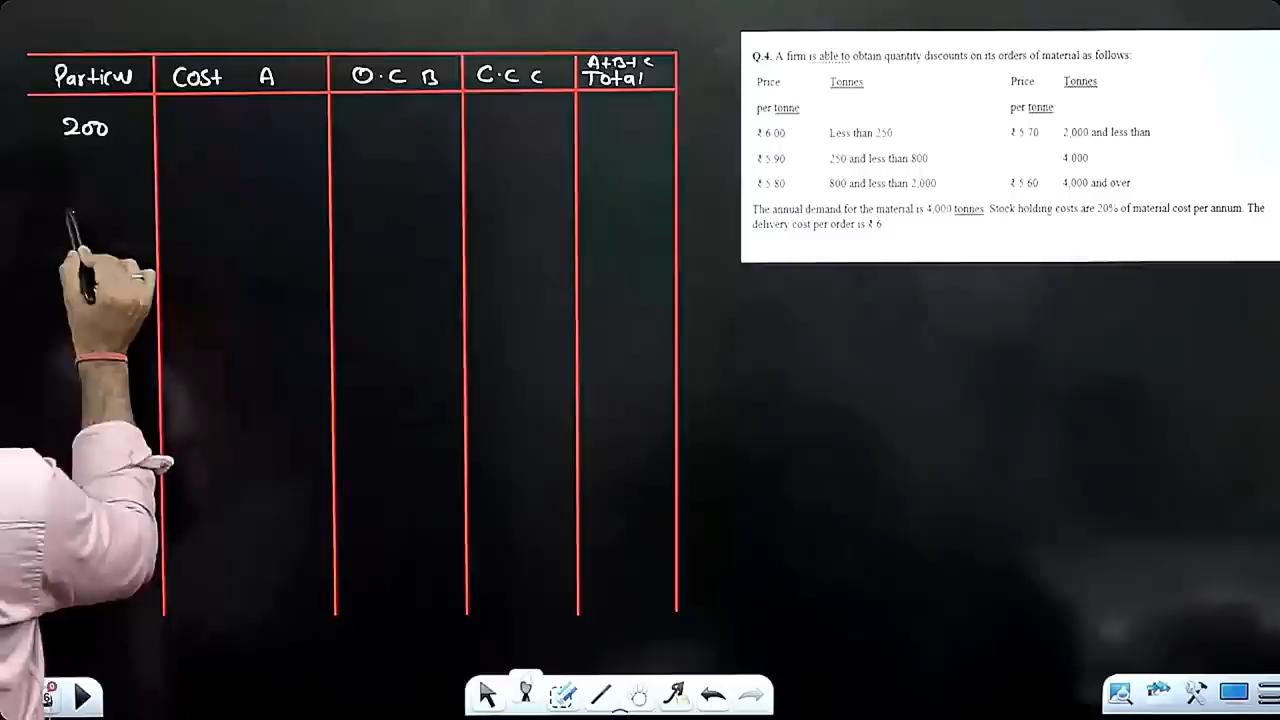 Particul Cost A O.C B C.C C A+B+C Total
200
Q.4. A firm is able to obtain quantity discounts on its orders of material as follows:
Price Tonnes Price Tonnes
per tonne per tonne
₹ 6.00 Less than 250 ₹ 5.70 2,000 and less than
₹ 5.90 250 and less than 800 4.000
₹ 5.80 800 and less than 2,000 ₹ 5.60 4,000 and over
The annual demand for the material is 4,000 tonnes. Stock holding costs are 20% of material cost per annum. The
delivery cost per order is ₹ 6